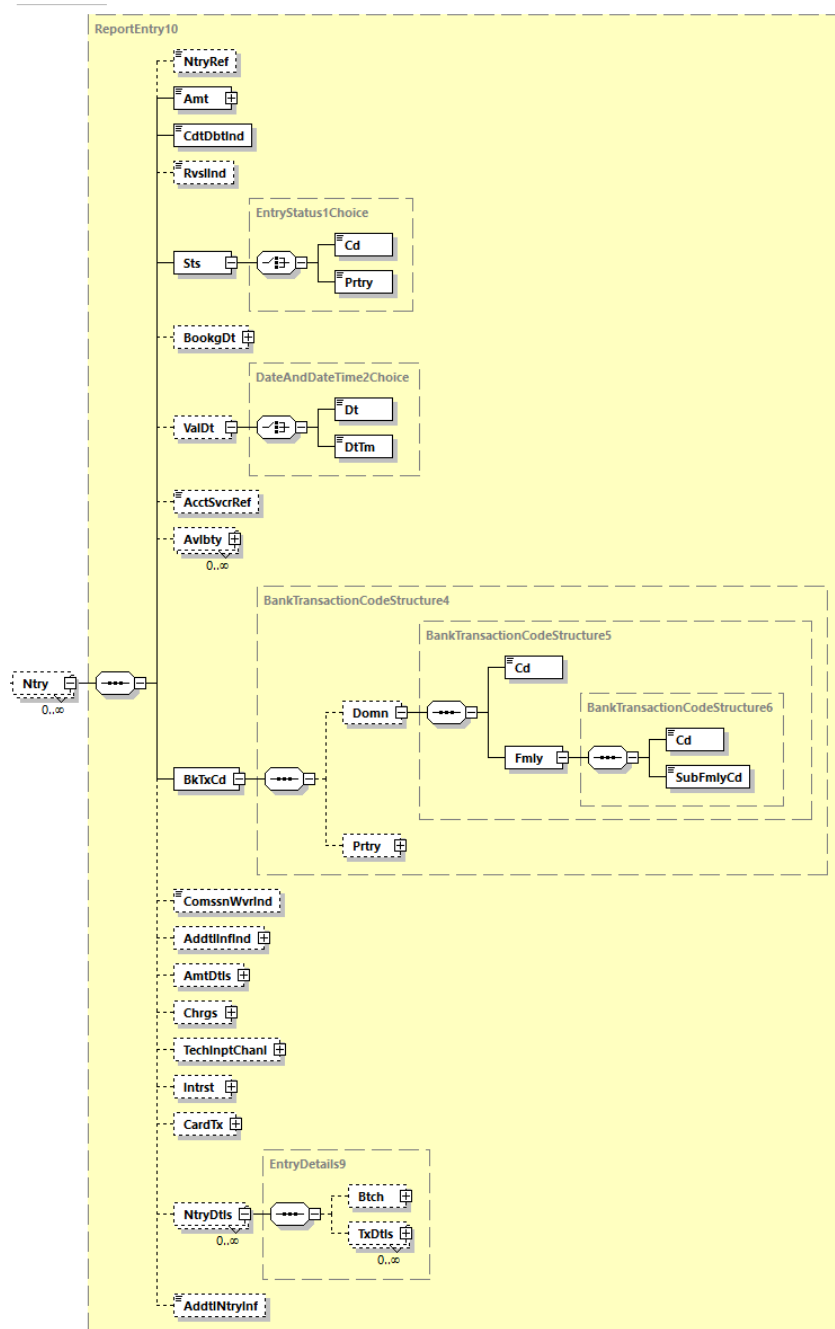 ReportEntry10
NtryRef
Amt
CdtDbtInd
RvslInd
EntryStatus1Choice
Cd
Sts
Prtry
BookgDt
DateAndDateTime2Choice
Dt
ValDt
DtTm
AcctSvcrRef
Avlbty
0..∞
BankTransactionCodeStructure4
BankTransactionCodeStructure5
Cd
Ntry
0..∞
Domn
BankTransactionCodeStructure6
Cd
Fmly
SubFmlyCd
BkTxCd
Prtry
ComssnWvrInd
AddtlInfInd
AmtDtls
Chrgs
TechInptChanl
Intrst
CardTx
EntryDetails9
Btch
NtryDtls
0..∞
TxDtls
0..∞
AddtlNtryInf